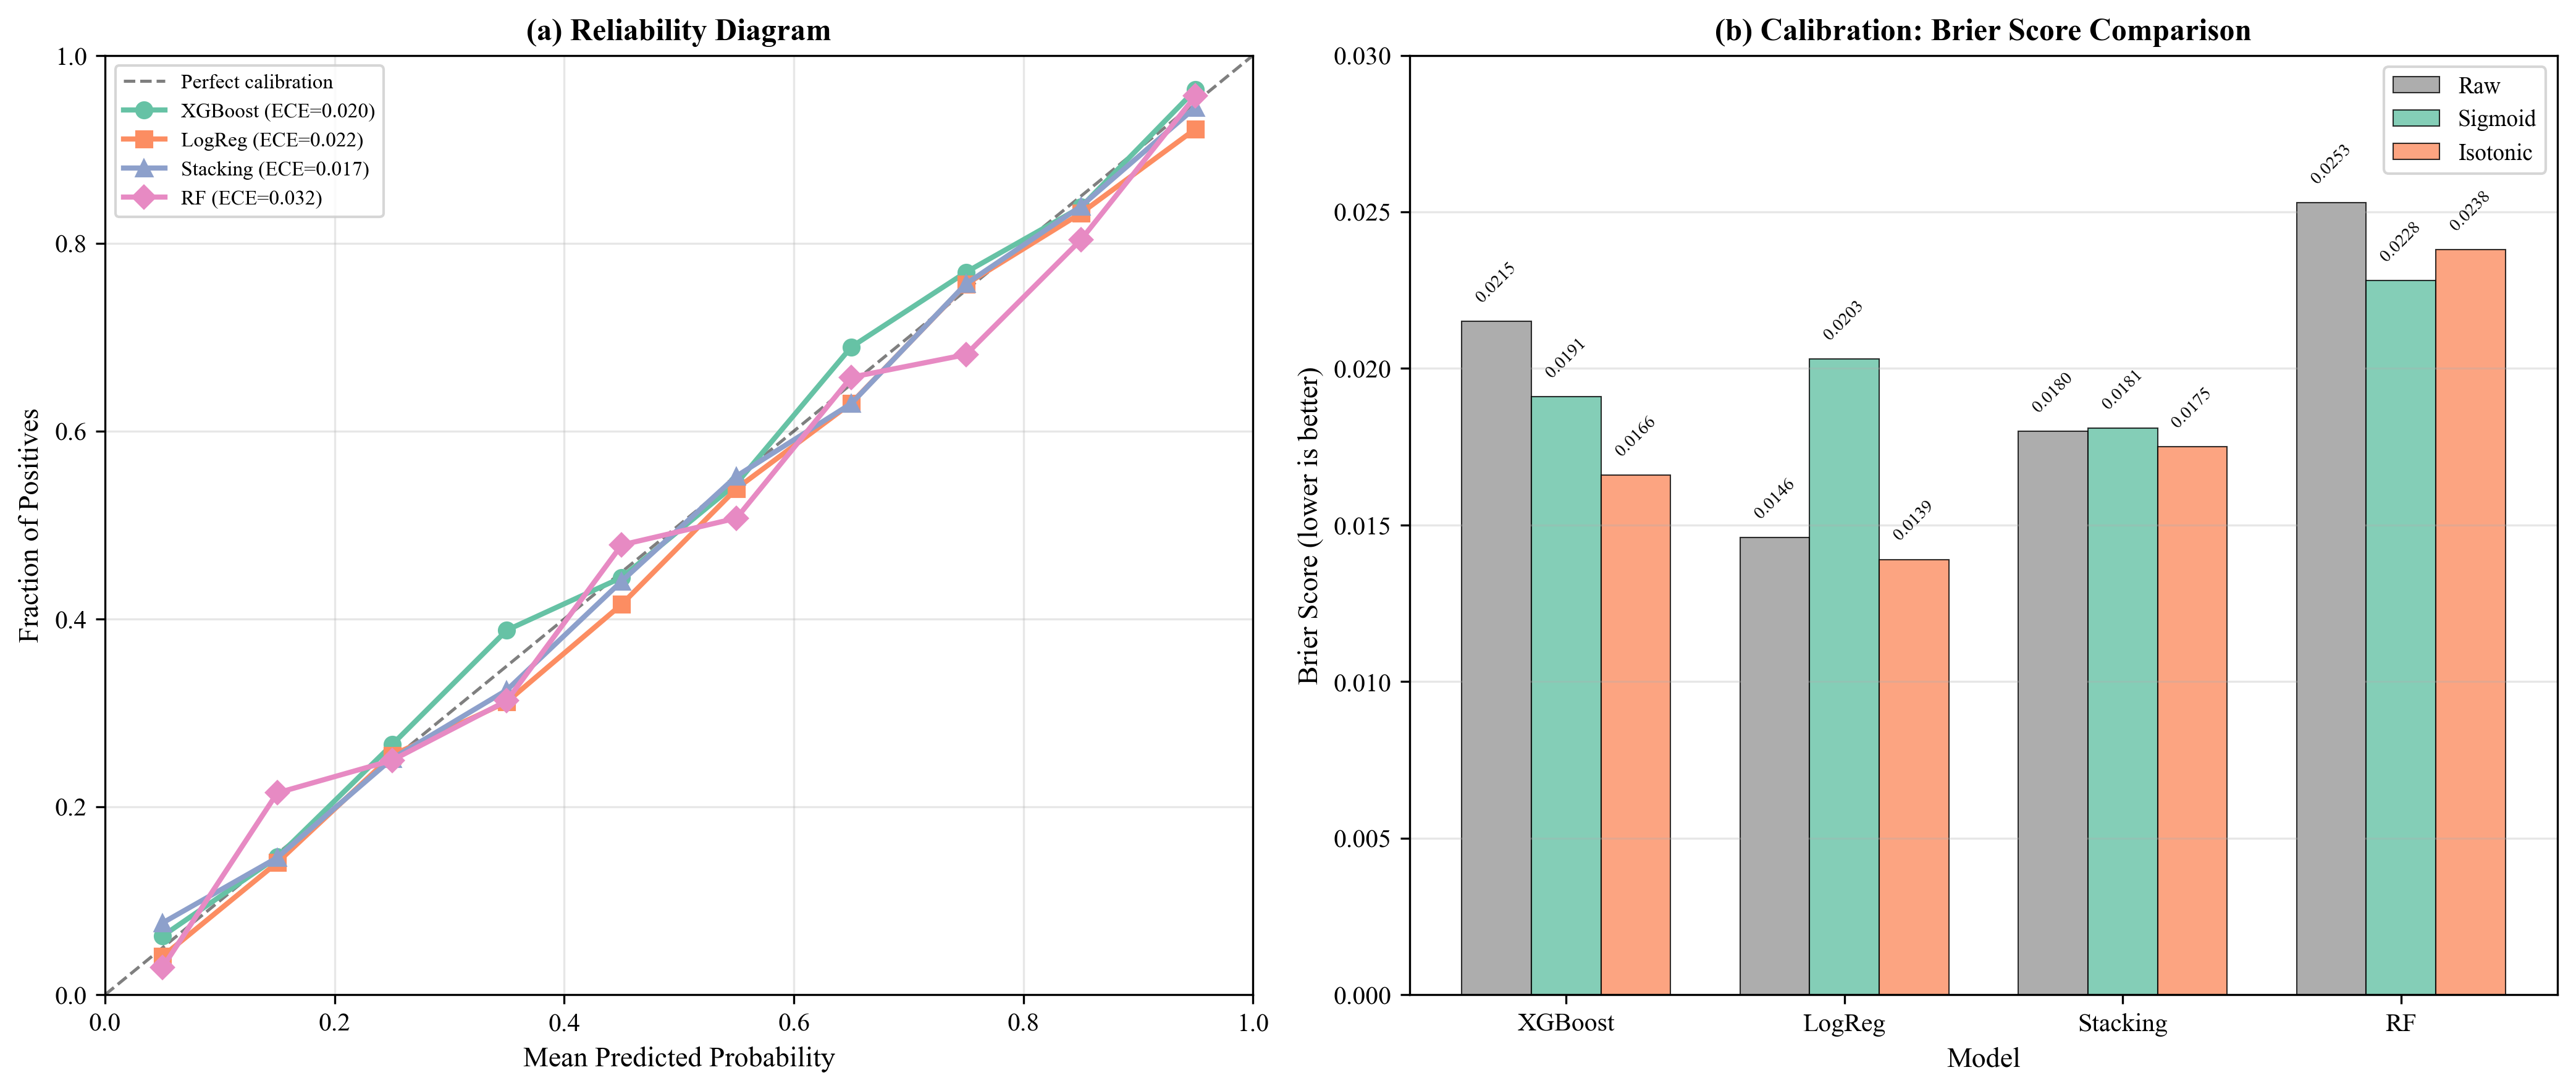 (a) Reliability Diagram
Perfect calibration
XGBoost (ECE=0.020)
LogReg (ECE=0.022)
Stacking (ECE=0.017)
RF (ECE=0.032)
Fraction of Positives
1.0
0.8
0.6
0.4
0.2
0.0
0.0 0.2 0.4 0.6 0.8 1.0
Mean Predicted Probability
(b) Calibration: Brier Score Comparison
Raw
Sigmoid
Isotonic
Brier Score (lower is better)
0.030
0.025
0.020
0.015
0.010
0.005
0.000
0.0215
0.0191
0.0166
0.0146
0.0203
0.0139
0.0180
0.0181
0.0175
0.0253
0.0228
0.0238
XGBoost LogReg Stacking RF
Model